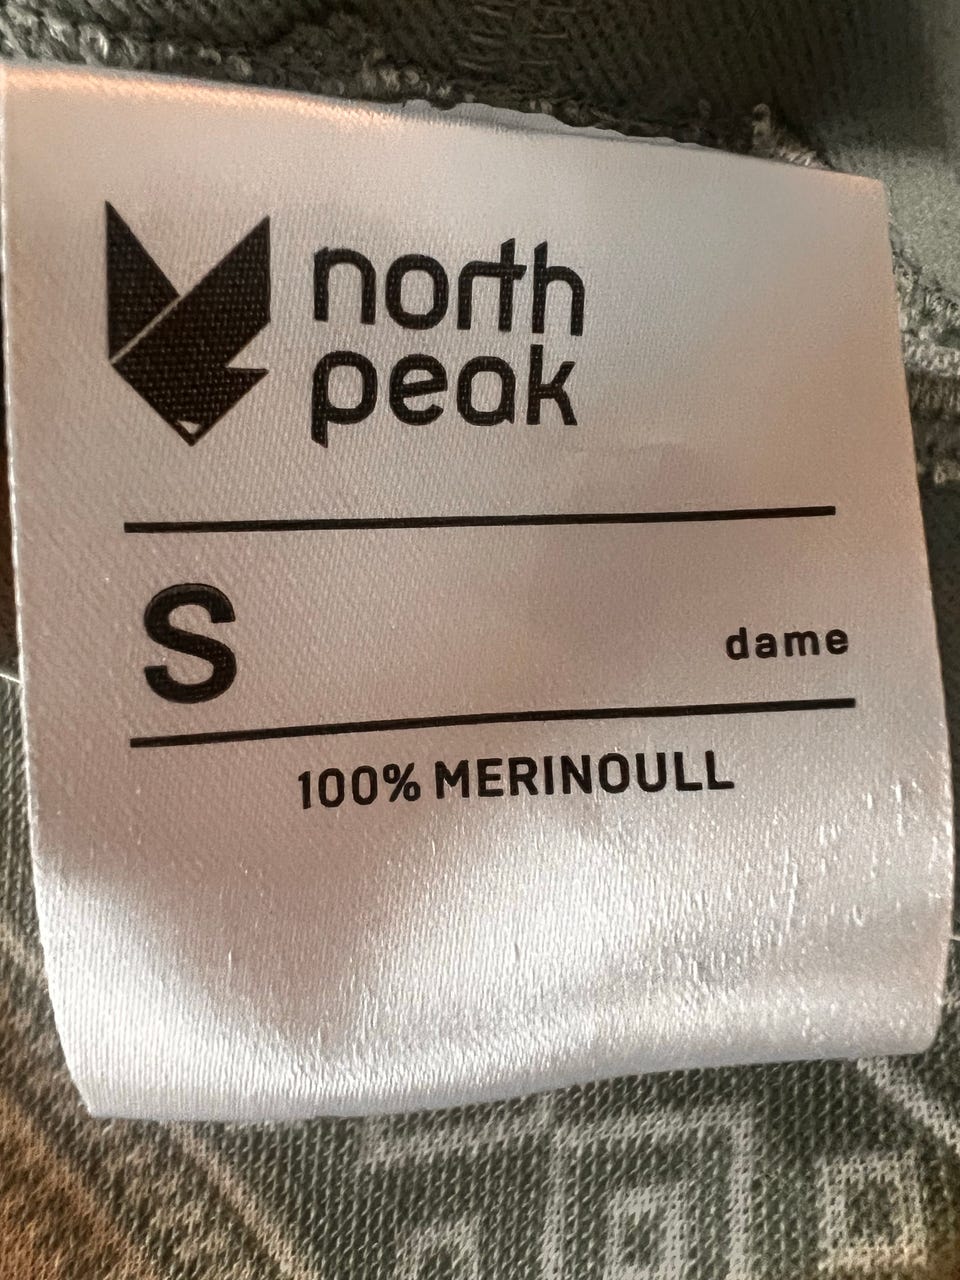 north
peak
S
dame
100% MERINOULL